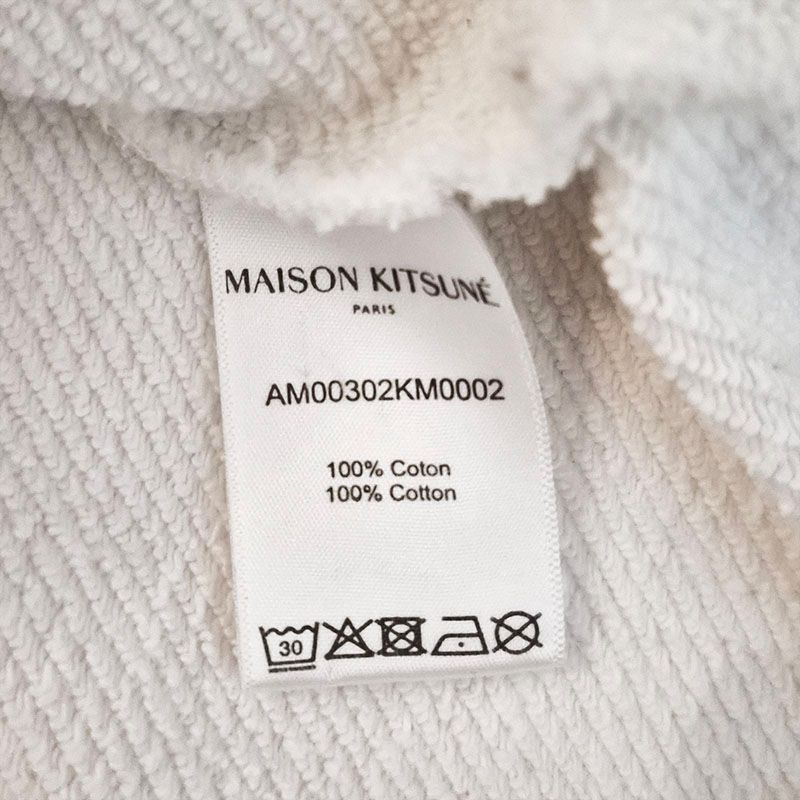 MAISON KITSUNÉ
PARIS
AM00302KM0002
100% Coton
100% Cotton
30